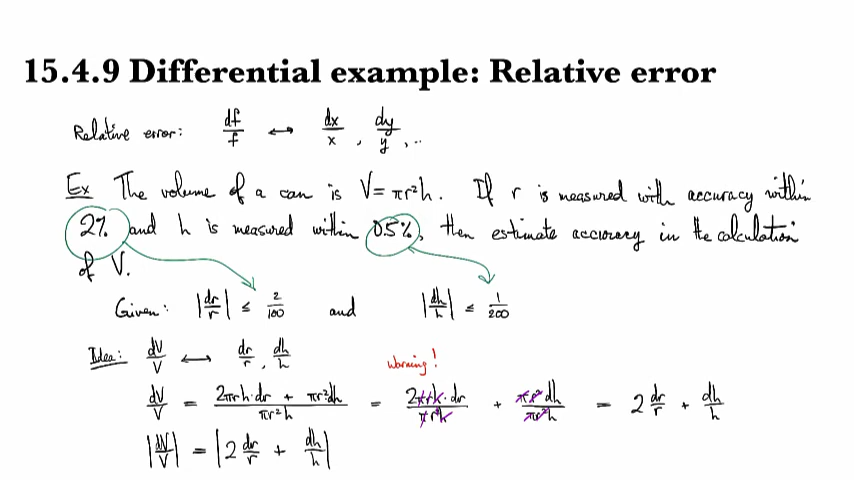 15.4.9 Differential example: Relative error
Relative error: df/f ↔ dx/x , dy/y , ..
Ex The volume of a can is V = πr²h. If r is measured with accuracy within
2% and h is measured within 0.5%, then estimate accuracy in the calculation
of V.
Given: |dr/r| ≤ 2/100 and |dh/h| ≤ 1/200
Idea: dV/V ↔ dr/r , dh/h
Warning!
dV/V = (2πrh·dr + πr²dh)/(πr²h) = (2πrh·dr)/(πr²h) + (πr²dh)/(πr²h) = 2 dr/r + dh/h
|dV/V| = |2 dr/r + dh/h|